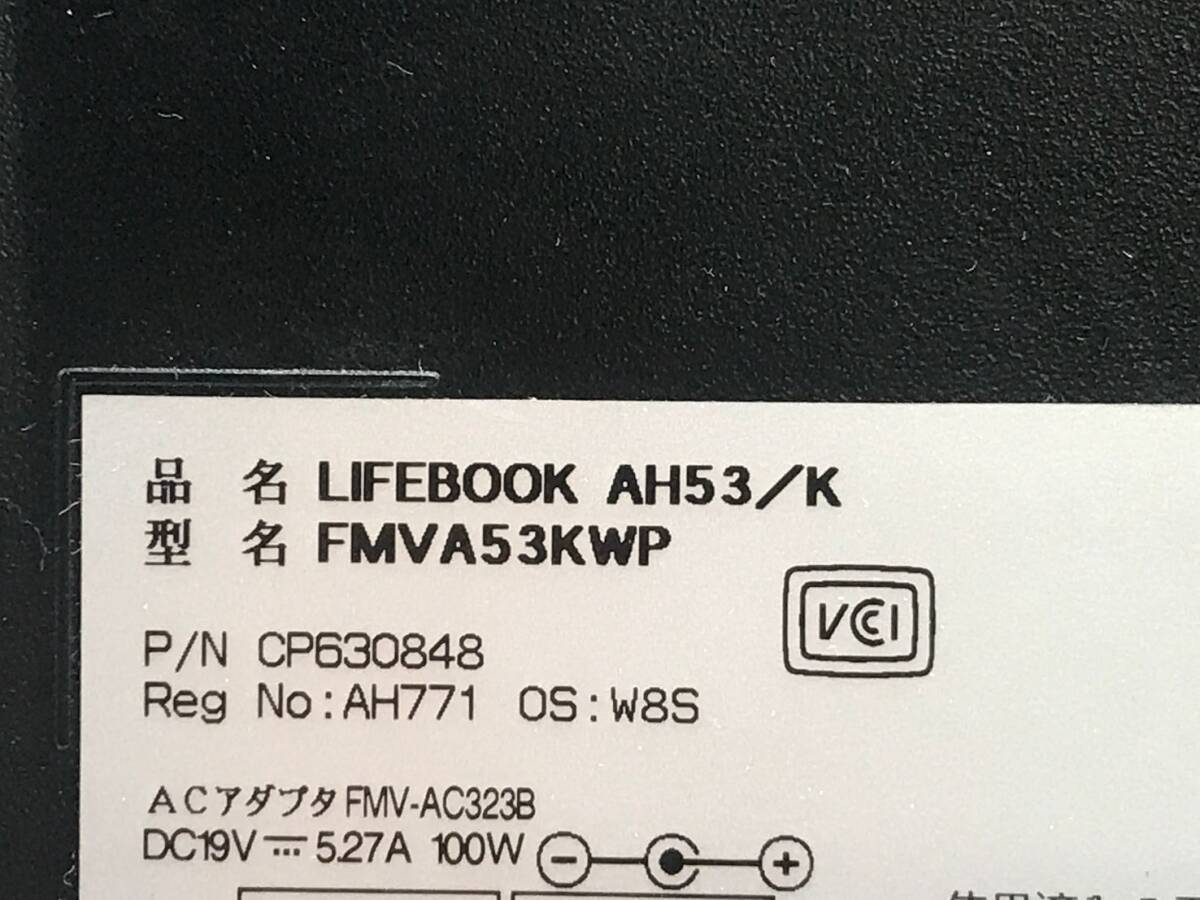 品 名 LIFEBOOK AH53/K
型 名 FMVA53KWP
VCCI
P/N CP630848
Reg No:AH771 OS:W8S
ACアダプタ FMV-AC323B
DC19V ⎓ 5.27A 100W